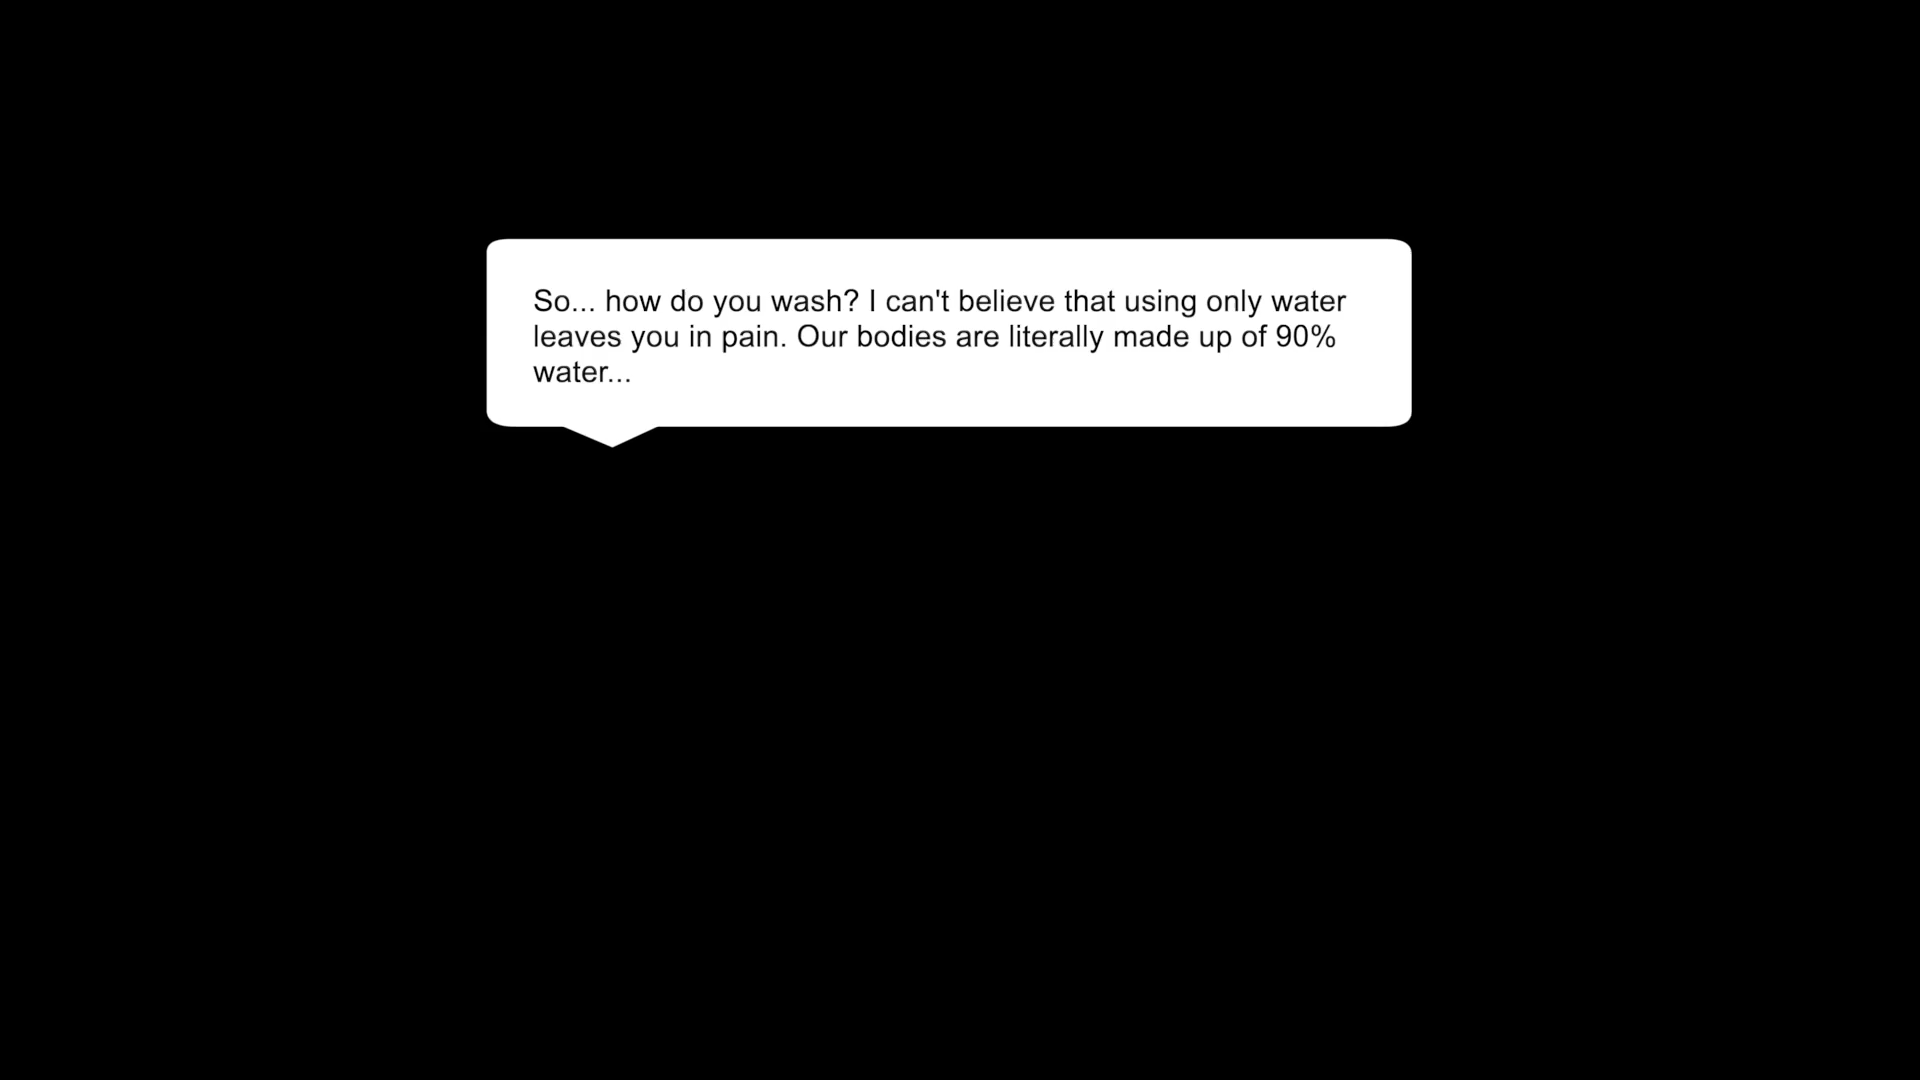 So... how do you wash? I can't believe that using only water
leaves you in pain. Our bodies are literally made up of 90%
water...